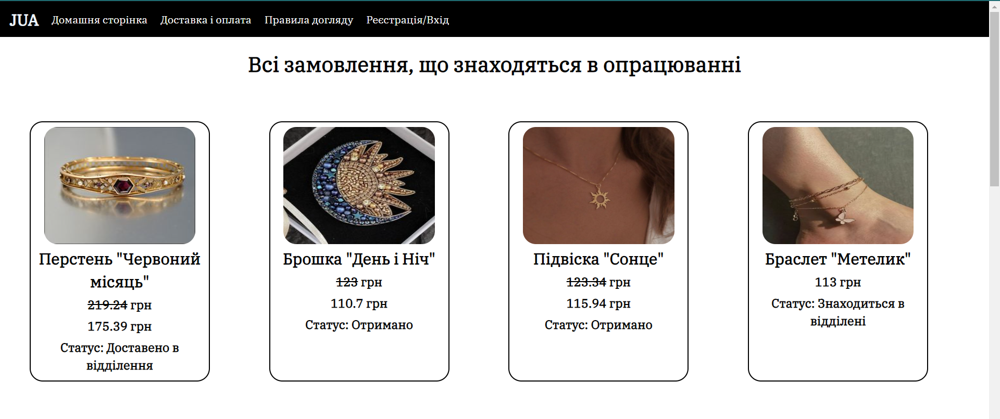 JUA Домашня сторінка Доставка і оплата Правила догляду Реєстрація/Вхід
Всі замовлення, що знаходяться в опрацюванні
Перстень "Червоний
місяць"
219.24 грн
175.39 грн
Статус: Доставено в
відділення
Брошка "День і Ніч"
123 грн
110.7 грн
Статус: Отримано
Підвіска "Сонце"
123.34 грн
115.94 грн
Статус: Отримано
Браслет "Метелик"
113 грн
Статус: Знаходиться в
відділені